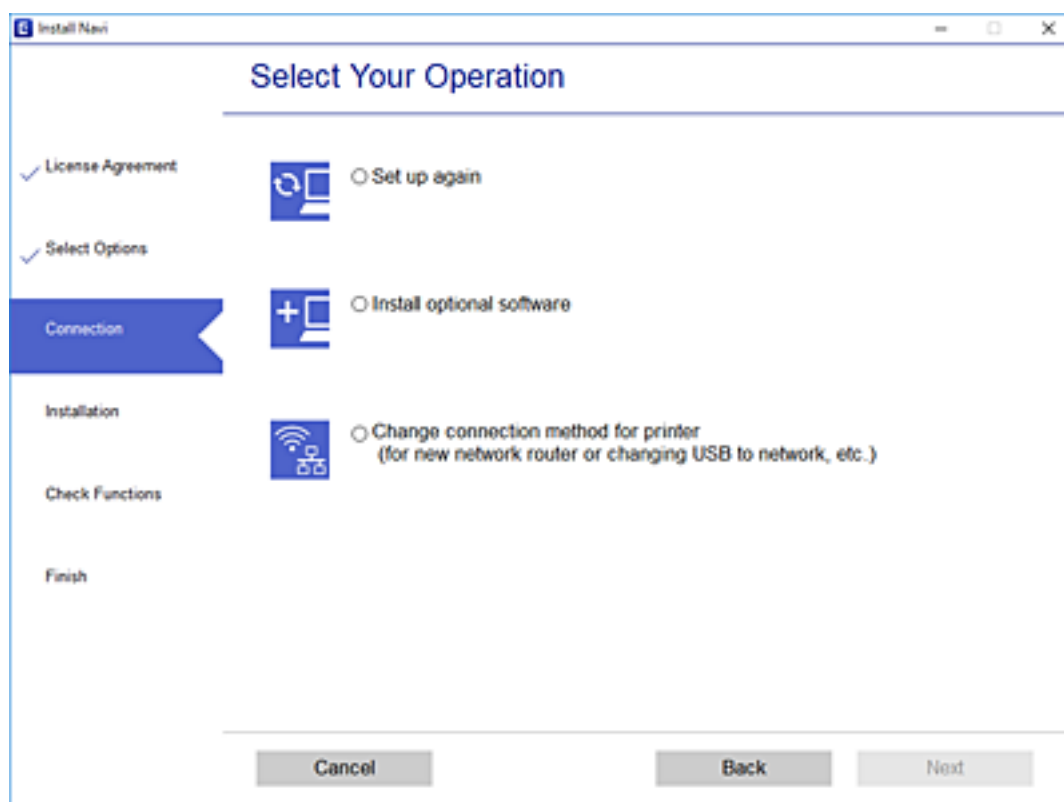 Install Navi
Select Your Operation
License Agreement
Select Options
Connection
Installation
Check Functions
Finish
Set up again
Install optional software
Change connection method for printer
(for new network router or changing USB to network, etc.)
Cancel
Back
Next